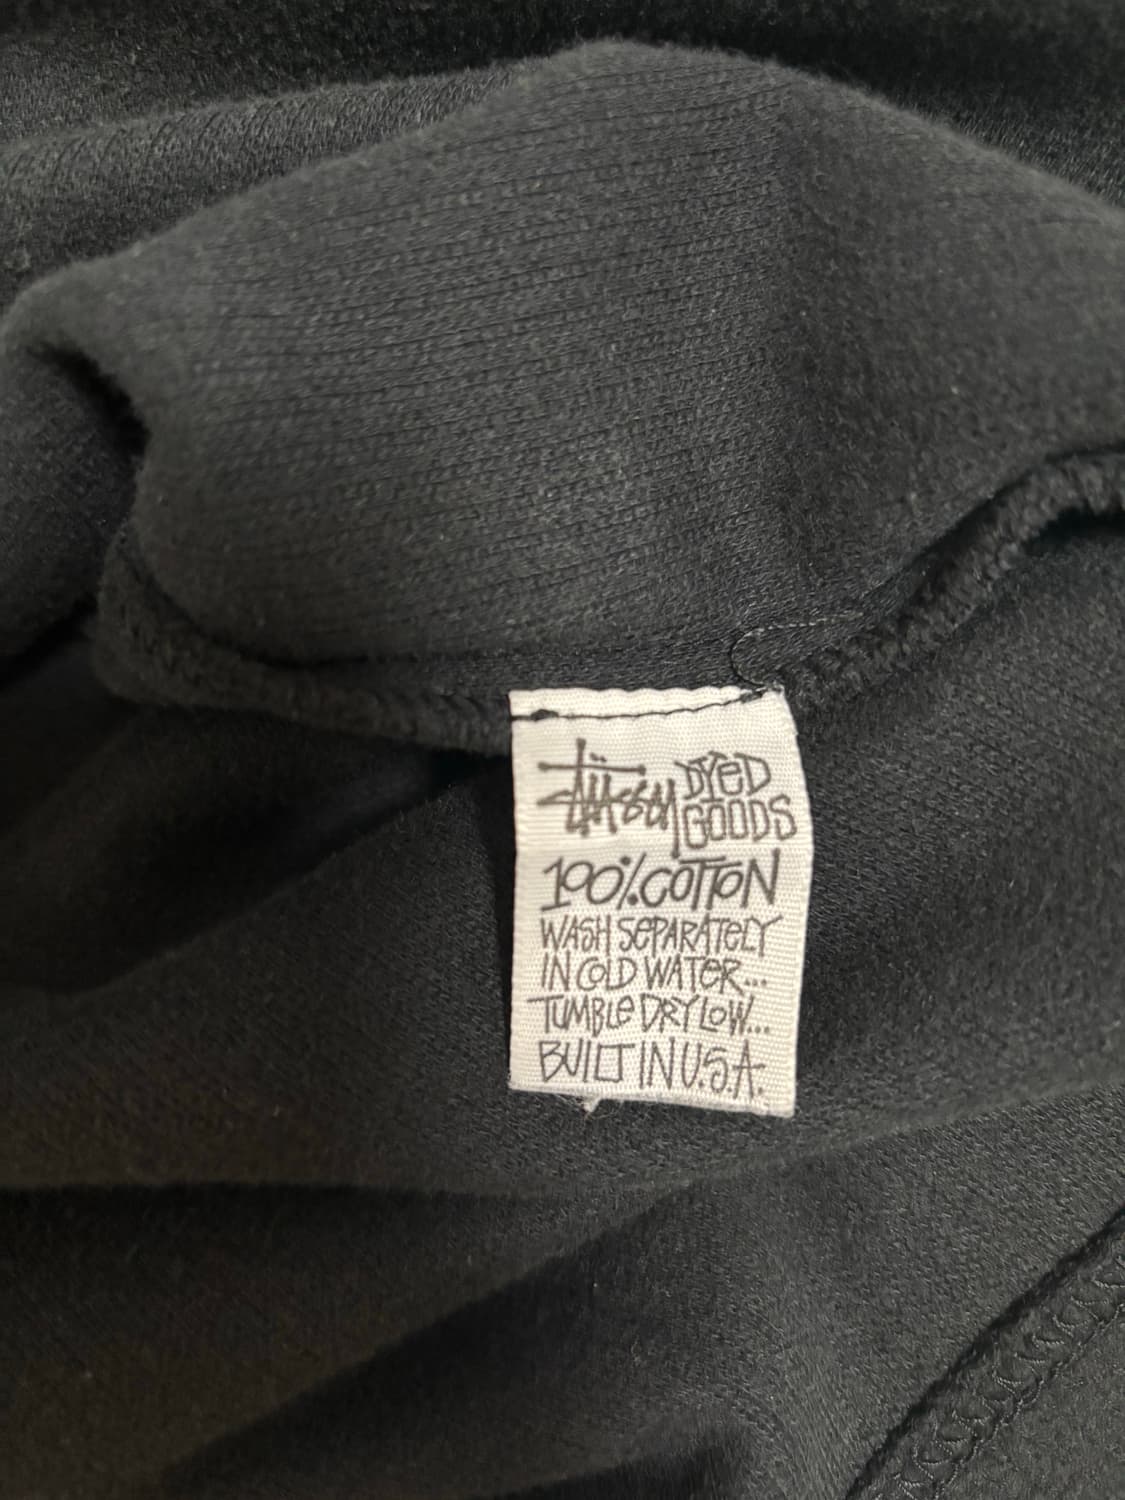 Stüssy DYED
GOODS
100% COTTON
WASH SEPARATELY
IN COLD WATER...
TUMBLE DRY LOW...
BUILT IN U.S.A.